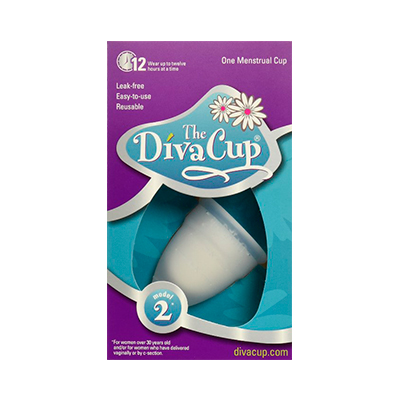 12 Wear up to twelve
hours at a time
One Menstrual Cup
Leak-free
Easy-to-use
Reusable
The
DivaCup®
model
2*
*For women over 30 years old
and/or for women who have delivered
vaginally or by c-section.
divacup.com